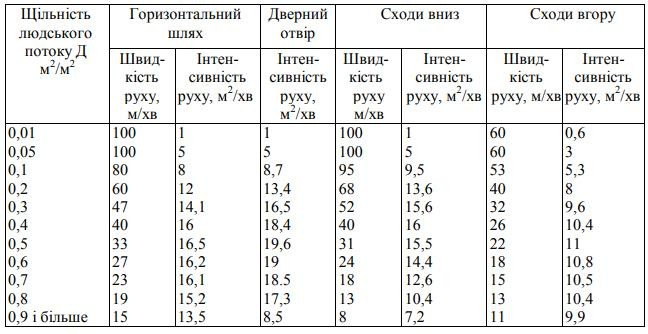 Щільність людського потоку Д м²/м² | Горизонтальний шлях | Дверний отвір | Сходи вниз | Сходи вгору
Швид-кість руху, м/хв | Інтен-сивність руху, м²/хв | Інтен-сивність руху, м²/хв | Швид-кість руху м/хв | Інтен-сивність руху, м²/хв | Швид-кість руху, м/хв | Інтен-сивність руху, м²/хв
0,01 100 1 1 100 1 60 0,6
0,05 100 5 5 100 5 60 3
0,1 80 8 8,7 95 9,5 53 5,3
0,2 60 12 13,4 68 13,6 40 8
0,3 47 14,1 16,5 52 15,6 32 9,6
0,4 40 16 18,4 40 16 26 10,4
0,5 33 16,5 19,6 31 15,5 22 11
0,6 27 16,2 19 24 14,4 18 10,8
0,7 23 16,1 18.5 18 12,6 15 10,5
0,8 19 15,2 17,3 13 10,4 13 10,4
0,9 і більше 15 13,5 8,5 8 7,2 11 9,9